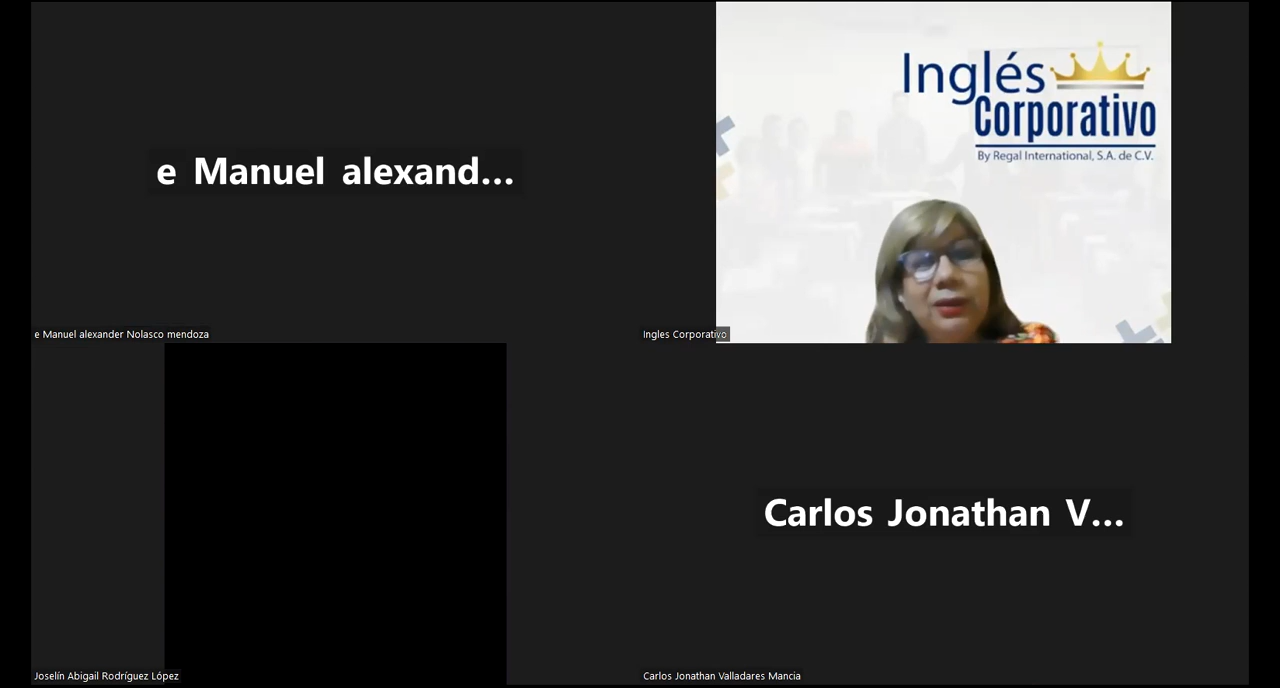 e Manuel alexand...
e Manuel alexander Nolasco mendoza
Inglés
Corporativo
By Regal International, S.A. de C.V.
Ingles Corporativo
Joselín Abigail Rodríguez López
Carlos Jonathan V...
Carlos Jonathan Valladares Mancia